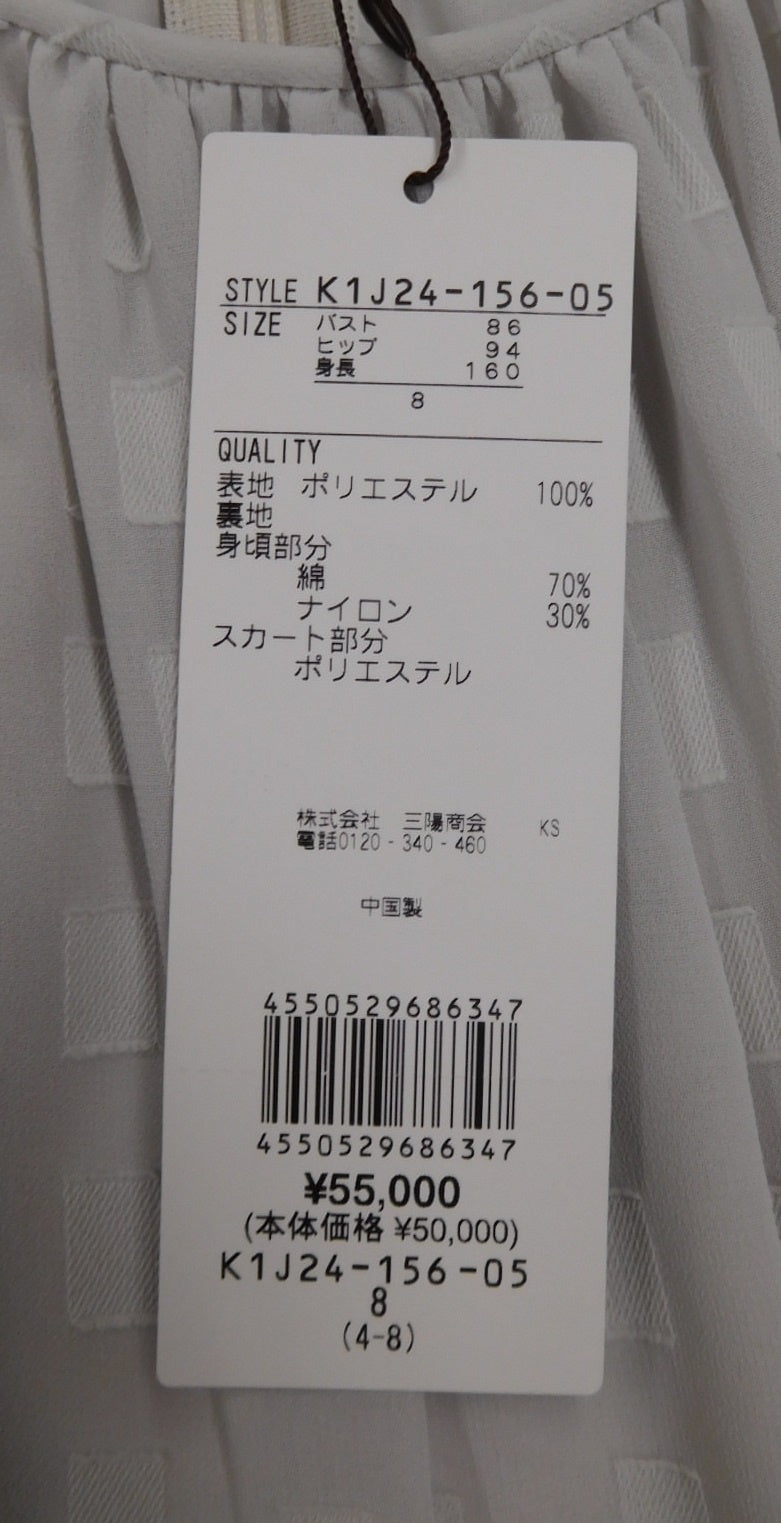 STYLE K1J24-156-05
SIZE バスト 86
ヒップ 94
身長 160
8
QUALITY
表地 ポリエステル 100%
裏地
身頃部分
綿 70%
ナイロン 30%
スカート部分
ポリエステル
株式会社 三陽商会 KS
電話0120-340-460
中国製
4550529686347
4550529686347
¥55,000
(本体価格 ¥50,000)
K1J24-156-05
8
(4-8)